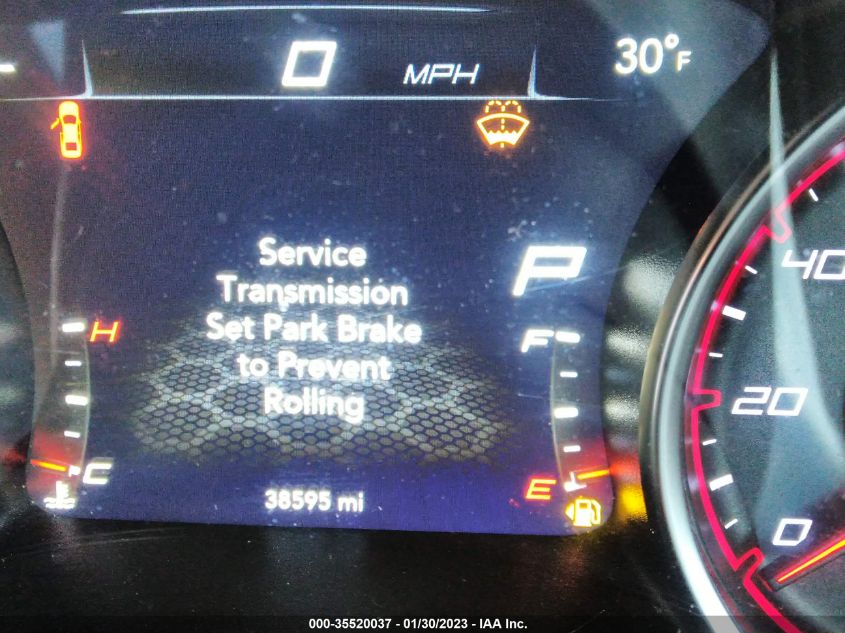 0 MPH 30°F
Service
Transmission
Set Park Brake
to Prevent
Rolling
P
H
F
C
E
38595 mi
40
20
0
000-35520037 - 01/30/2023 - IAA Inc.